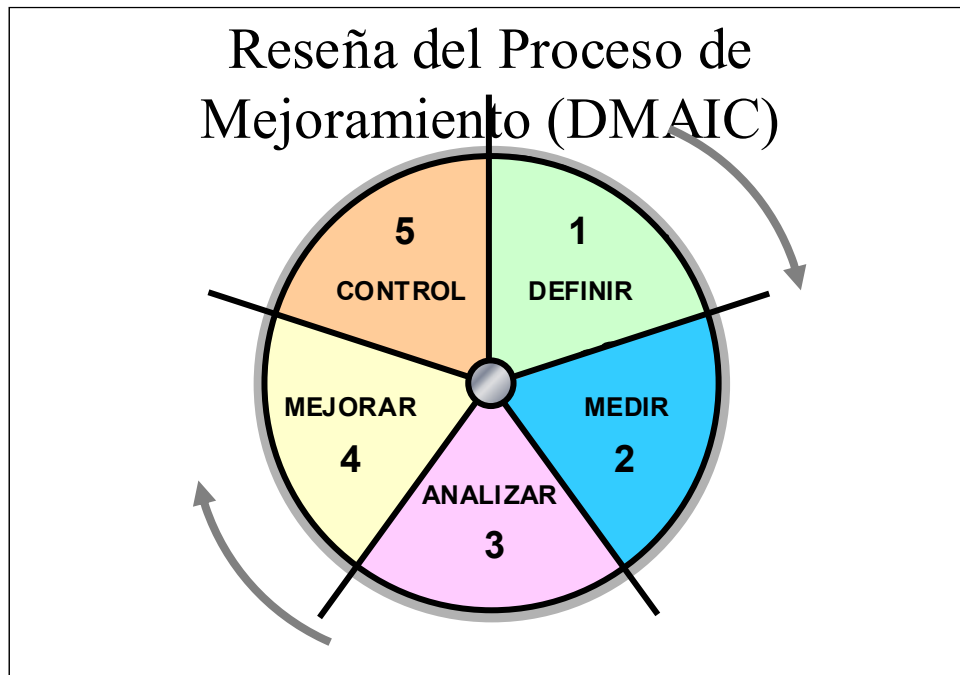 Reseña del Proceso de
Mejoramiento (DMAIC)
5
CONTROL
1
DEFINIR
MEJORAR
4
MEDIR
2
ANALIZAR
3